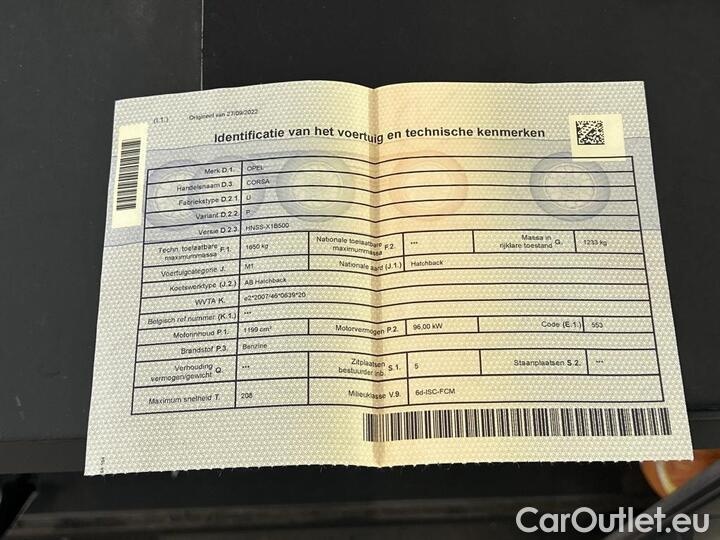 (I.1.)
Origineel van 27/09/2022
Identificatie van het voertuig en technische kenmerken
Merk D.1. OPEL
Handelsnaam D.3. CORSA
Fabriekstype D.2.1. U
Variant D.2.2. P
Versie D.2.3. HNSS-X1B500
Techn. toelaatbare maximummassa F.1. 1650 kg Nationale toelaatbare maximummassa F.2. *** Massa in rijklare toestand G. 1233 kg
Voertuigcategorie J. M1 Nationale aard (J.1.) Hatchback
Koetswerktype (J.2.) AB Hatchback
WVTA K. e2*2007/46*0639*20
Belgisch ref nummer (K.1.) ***
Motorinhoud P.1. 1199 cm³ Motorvermogen P.2. 96,00 kW Code (E.1.) 553
Brandstof P.3. Benzine
Verhouding vermogen/gewicht Q. *** Zitplaatsen bestuurder inb. S.1. 5 Staanplaatsen S.2. ***
Maximum snelheid T. 208 Milieuklasse V.9. 6d-ISC-FCM
CarOutlet.eu